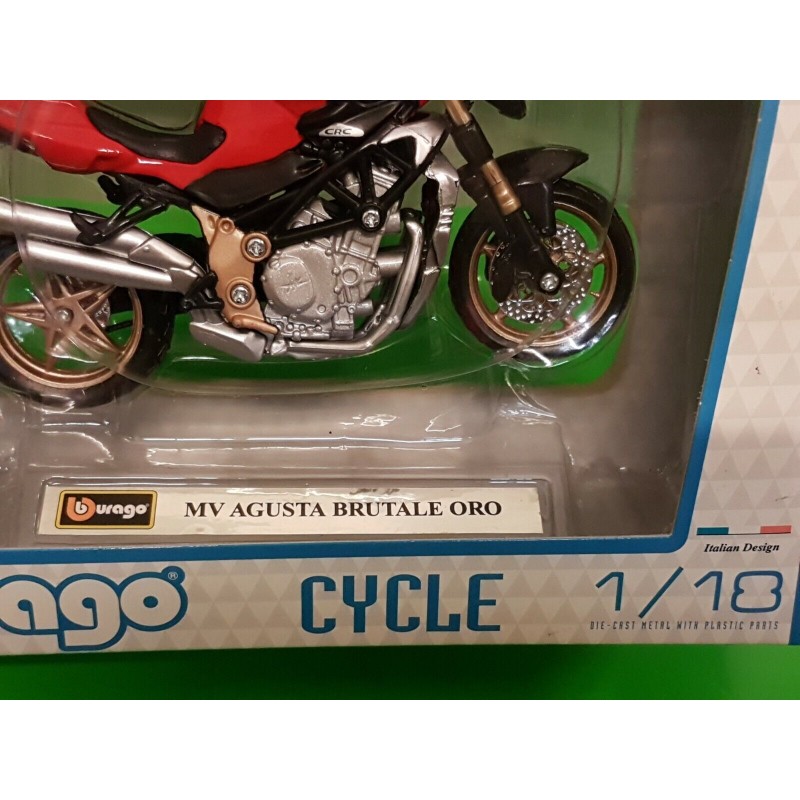 CRC
burago MV AGUSTA BRUTALE ORO
Italian Design
ago® CYCLE 1/18
DIE-CAST METAL WITH PLASTIC PARTS